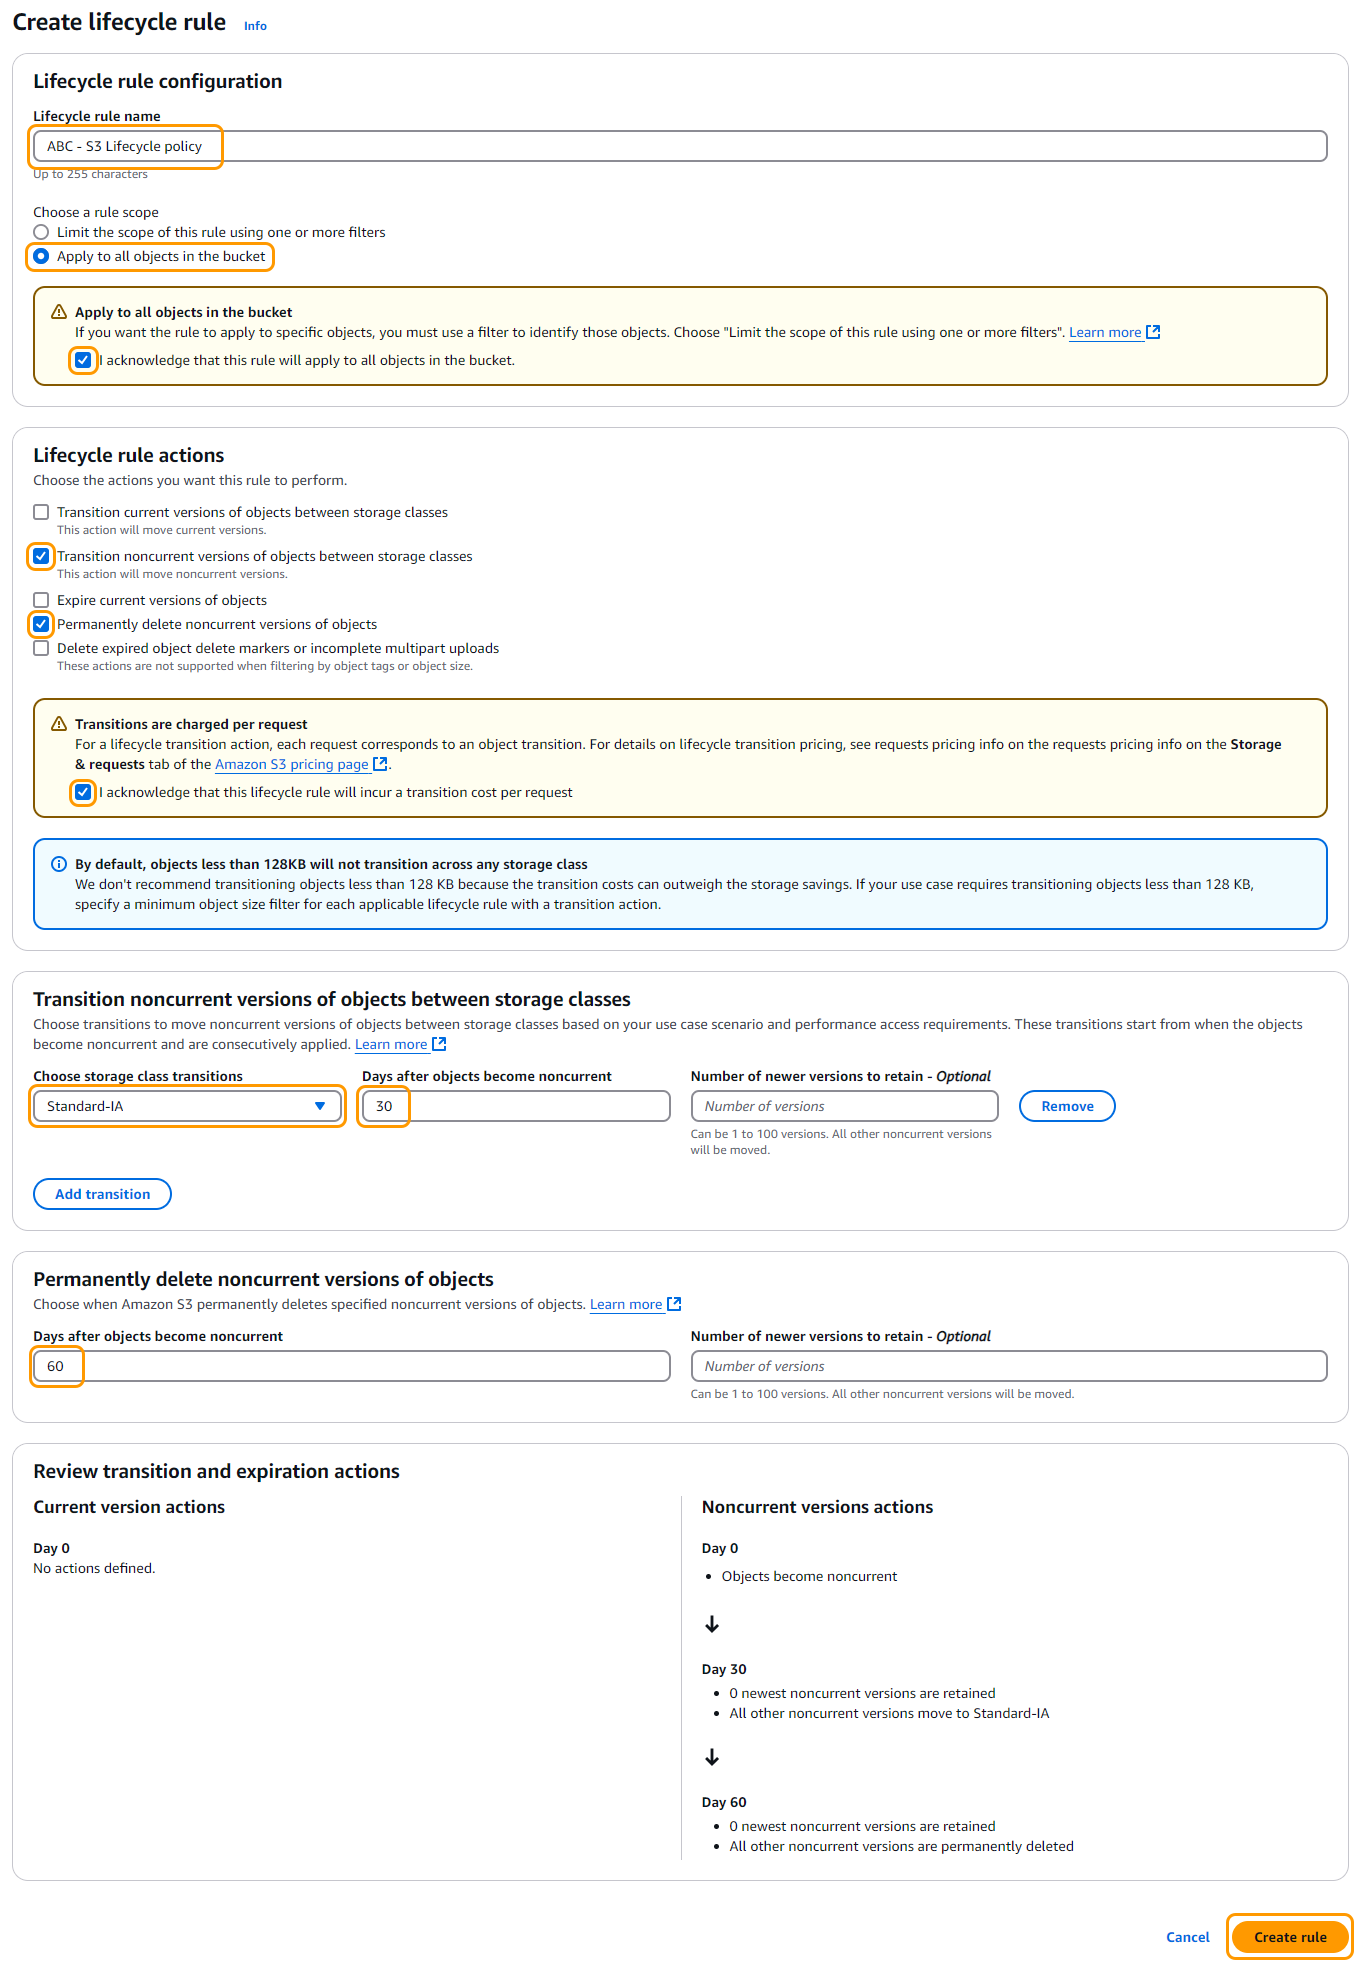 Create lifecycle rule Info
Lifecycle rule configuration
Lifecycle rule name
ABC - S3 Lifecycle policy
Up to 255 characters
Choose a rule scope
Limit the scope of this rule using one or more filters
Apply to all objects in the bucket
Apply to all objects in the bucket
If you want the rule to apply to specific objects, you must use a filter to identify those objects. Choose "Limit the scope of this rule using one or more filters". Learn more
I acknowledge that this rule will apply to all objects in the bucket.
Lifecycle rule actions
Choose the actions you want this rule to perform.
Transition current versions of objects between storage classes
This action will move current versions.
Transition noncurrent versions of objects between storage classes
This action will move noncurrent versions.
Expire current versions of objects
Permanently delete noncurrent versions of objects
Delete expired object delete markers or incomplete multipart uploads
These actions are not supported when filtering by object tags or object size.
Transitions are charged per request
For a lifecycle transition action, each request corresponds to an object transition. For details on lifecycle transition pricing, see requests pricing info on the requests pricing info on the Storage
& requests tab of the Amazon S3 pricing page.
I acknowledge that this lifecycle rule will incur a transition cost per request
By default, objects less than 128KB will not transition across any storage class
We don't recommend transitioning objects less than 128 KB because the transition costs can outweigh the storage savings. If your use case requires transitioning objects less than 128 KB,
specify a minimum object size filter for each applicable lifecycle rule with a transition action.
Transition noncurrent versions of objects between storage classes
Choose transitions to move noncurrent versions of objects between storage classes based on your use case scenario and performance access requirements. These transitions start from when the objects
become noncurrent and are consecutively applied. Learn more
Choose storage class transitions Days after objects become noncurrent Number of newer versions to retain - Optional
Standard-IA 30 Number of versions Remove
Can be 1 to 100 versions. All other noncurrent versions
will be moved.
Add transition
Permanently delete noncurrent versions of objects
Choose when Amazon S3 permanently deletes specified noncurrent versions of objects. Learn more
Days after objects become noncurrent Number of newer versions to retain - Optional
60 Number of versions
Can be 1 to 100 versions. All other noncurrent versions will be moved.
Review transition and expiration actions
Current version actions
Day 0
No actions defined.
Noncurrent versions actions
Day 0
Objects become noncurrent
Day 30
0 newest noncurrent versions are retained
All other noncurrent versions move to Standard-IA
Day 60
0 newest noncurrent versions are retained
All other noncurrent versions are permanently deleted
Cancel Create rule